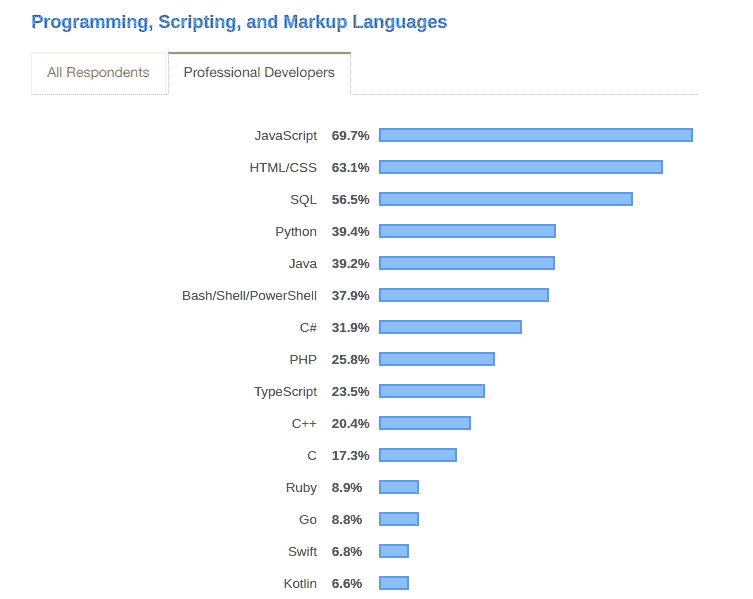 Programming, Scripting, and Markup Languages
All Respondents Professional Developers
JavaScript 69.7%
HTML/CSS 63.1%
SQL 56.5%
Python 39.4%
Java 39.2%
Bash/Shell/PowerShell 37.9%
C# 31.9%
PHP 25.8%
TypeScript 23.5%
C++ 20.4%
C 17.3%
Ruby 8.9%
Go 8.8%
Swift 6.8%
Kotlin 6.6%